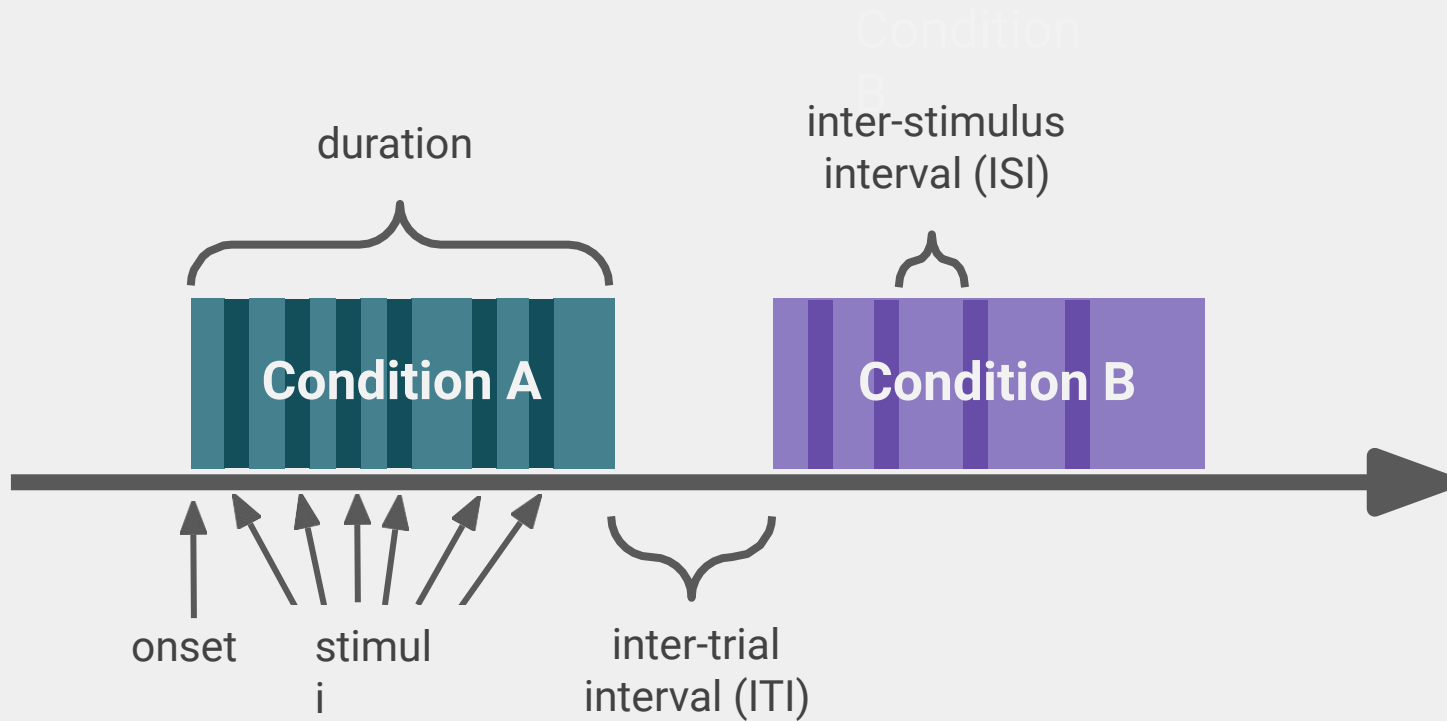 Condition
B
duration
inter-stimulus
interval (ISI)
Condition A
Condition B
onset
stimul
i
inter-trial
interval (ITI)